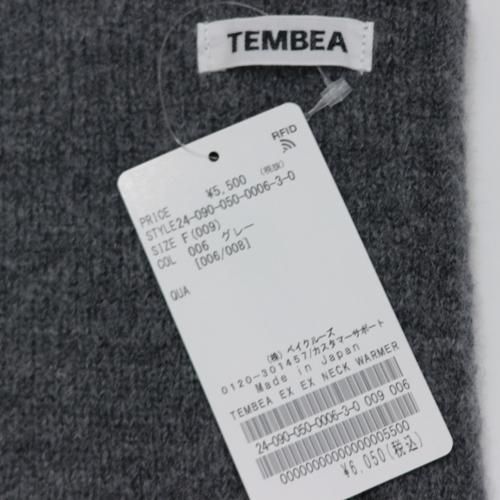 TEMBEA
RFID
PRICE ¥5,500 (税抜)
STYLE24-090-050-0006-3-0
SIZE F(009)
COL 006 グレー
[006/008]
QUA
(株)ベイクルーズ
0120-301457/カスタマーサポート
Made in Japan
TEMBEA EX EX NECK WARMER
24-090-050-0006-3-0 009 006
0000000000000000005500
¥6,050(税込)